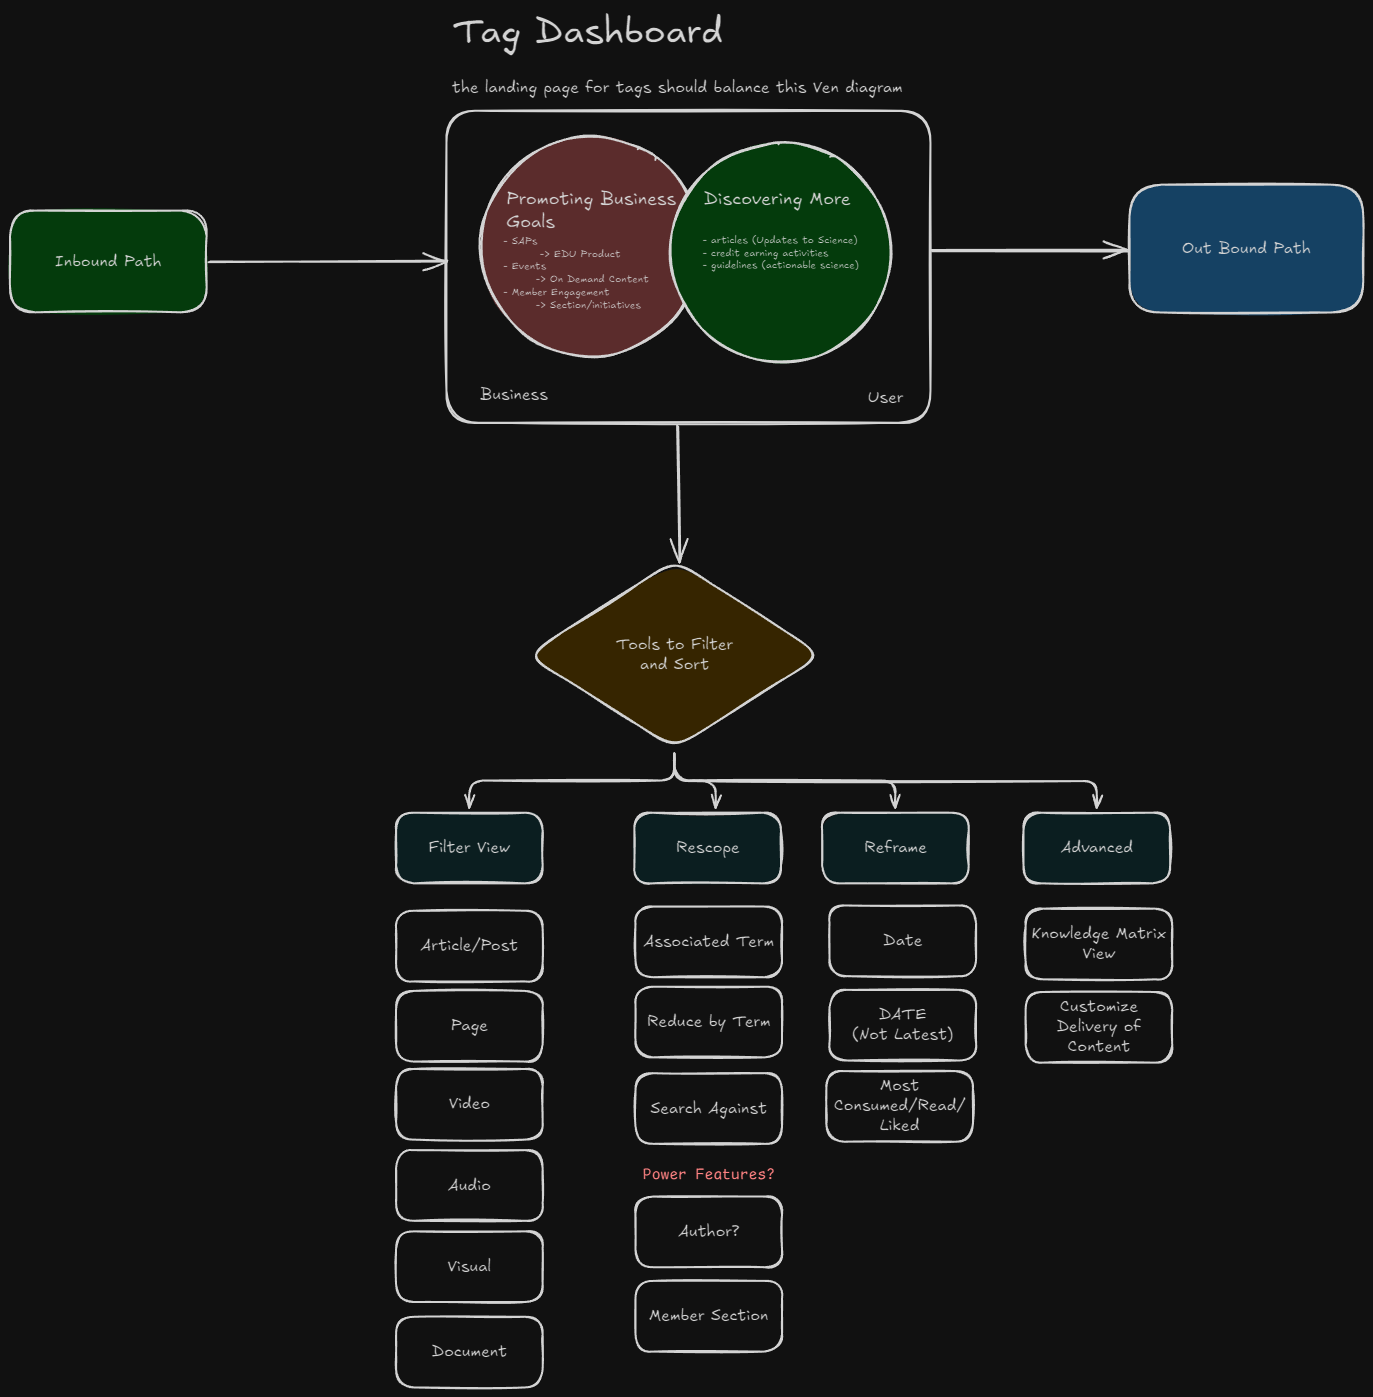 Tag Dashboard
the landing page for tags should balance this Ven diagram
Inbound Path
Promoting Business
Goals
- SAPs
-> EDU Product
- Events
-> On Demand Content
- Member Engagement
-> Section/initiatives
Discovering More
- articles (Updates to Science)
- credit earning activities
- guidelines (actionable science)
Business
User
Out Bound Path
Tools to Filter
and Sort
Filter View
Article/Post
Page
Video
Audio
Visual
Document
Rescope
Associated Term
Reduce by Term
Search Against
Power Features?
Author?
Member Section
Reframe
Date
DATE
(Not Latest)
Most
Consumed/Read/
Liked
Advanced
Knowledge Matrix
View
Customize
Delivery of
Content